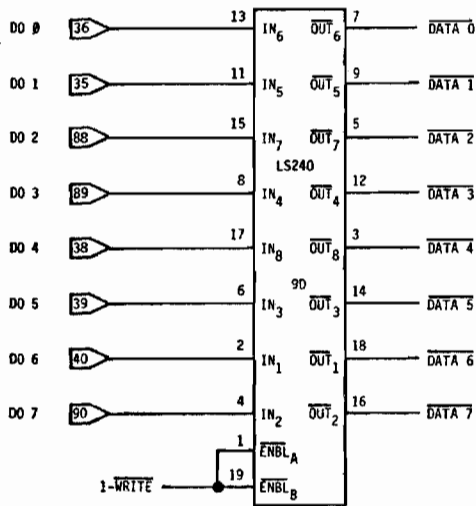 DO 0 36 13 IN6 OUT6 7 DATA 0
DO 1 35 11 IN5 OUT5 9 DATA 1
DO 2 88 15 IN7 OUT7 5 DATA 2
LS240
DO 3 89 8 IN4 OUT4 12 DATA 3
DO 4 38 17 IN8 OUT8 3 DATA 4
9D
DO 5 39 6 IN3 OUT3 14 DATA 5
DO 6 40 2 IN1 OUT1 18 DATA 6
DO 7 90 4 IN2 OUT2 16 DATA 7
1 ENBLA
1-WRITE 19 ENBLB